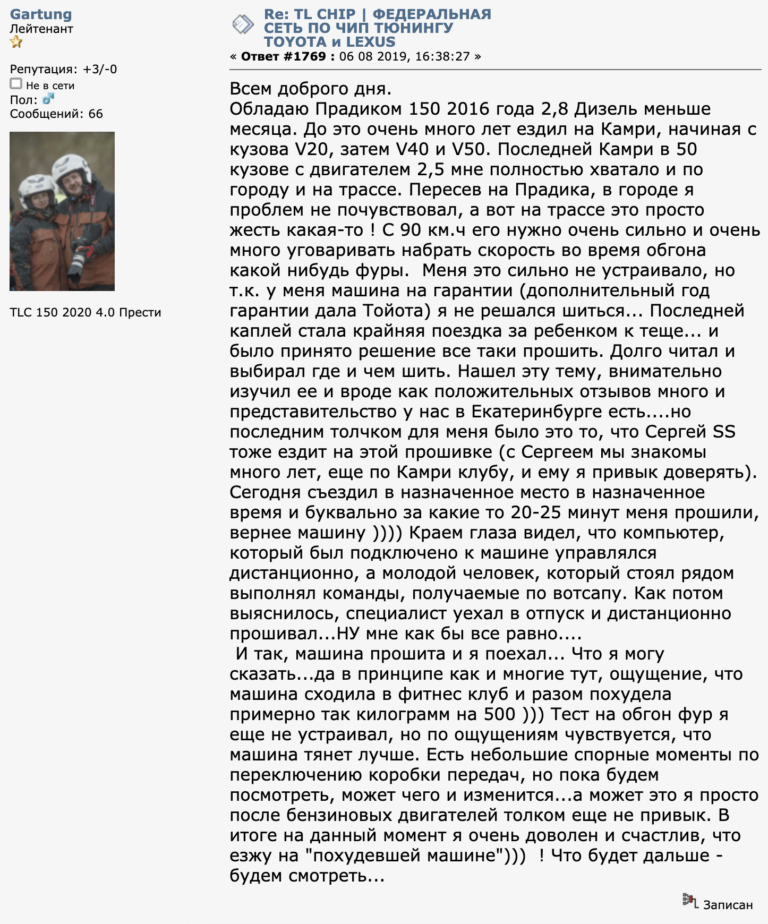 Gartung
Лейтенант
Репутация: +3/-0
Не в сети
Пол:
Сообщений: 66
TLC 150 2020 4.0 Прести
Re: TL CHIP | ФЕДЕРАЛЬНАЯ
СЕТЬ ПО ЧИП ТЮНИНГУ
TOYOTA и LEXUS
« Ответ #1769 : 06 08 2019, 16:38:27 »
Всем доброго дня.
Обладаю Прадиком 150 2016 года 2,8 Дизель меньше
месяца. До это очень много лет ездил на Камри, начиная с
кузова V20, затем V40 и V50. Последней Камри в 50
кузове с двигателем 2,5 мне полностью хватало и по
городу и на трассе. Пересев на Прадика, в городе я
проблем не почувствовал, а вот на трассе это просто
жесть какая-то ! С 90 км.ч его нужно очень сильно и очень
много уговаривать набрать скорость во время обгона
какой нибудь фуры.  Меня это сильно не устраивало, но
т.к. у меня машина на гарантии (дополнительный год
гарантии дала Тойота) я не решался шиться... Последней
каплей стала крайняя поездка за ребенком к теще... и
было принято решение все таки прошить. Долго читал и
выбирал где и чем шить. Нашел эту тему, внимательно
изучил ее и вроде как положительных отзывов много и
представительство у нас в Екатеринбурге есть....но
последним толчком для меня было это то, что Сергей SS
тоже ездит на этой прошивке (с Сергеем мы знакомы
много лет, еще по Камри клубу, и ему я привык доверять).
Сегодня съездил в назначенное место в назначенное
время и буквально за какие то 20-25 минут меня прошили,
вернее машину )))) Краем глаза видел, что компьютер,
который был подключено к машине управлялся
дистанционно, а молодой человек, который стоял рядом
выполнял команды, получаемые по вотсапу. Как потом
выяснилось, специалист уехал в отпуск и дистанционно
прошивал...НУ мне как бы все равно....
И так, машина прошита и я поехал... Что я могу
сказать...да в принципе как и многие тут, ощущение, что
машина сходила в фитнес клуб и разом похудела
примерно так килограмм на 500 ))) Тест на обгон фур я
еще не устраивал, но по ощущениям чувствуется, что
машина тянет лучше. Есть небольшие спорные моменты по
переключению коробки передач, но пока будем
посмотреть, может чего и изменится...а может это я просто
после бензиновых двигателей толком еще не привык. В
итоге на данный момент я очень доволен и счастлив, что
езжу на "похудевшей машине")))  ! Что будет дальше -
будем смотреть...
Записан